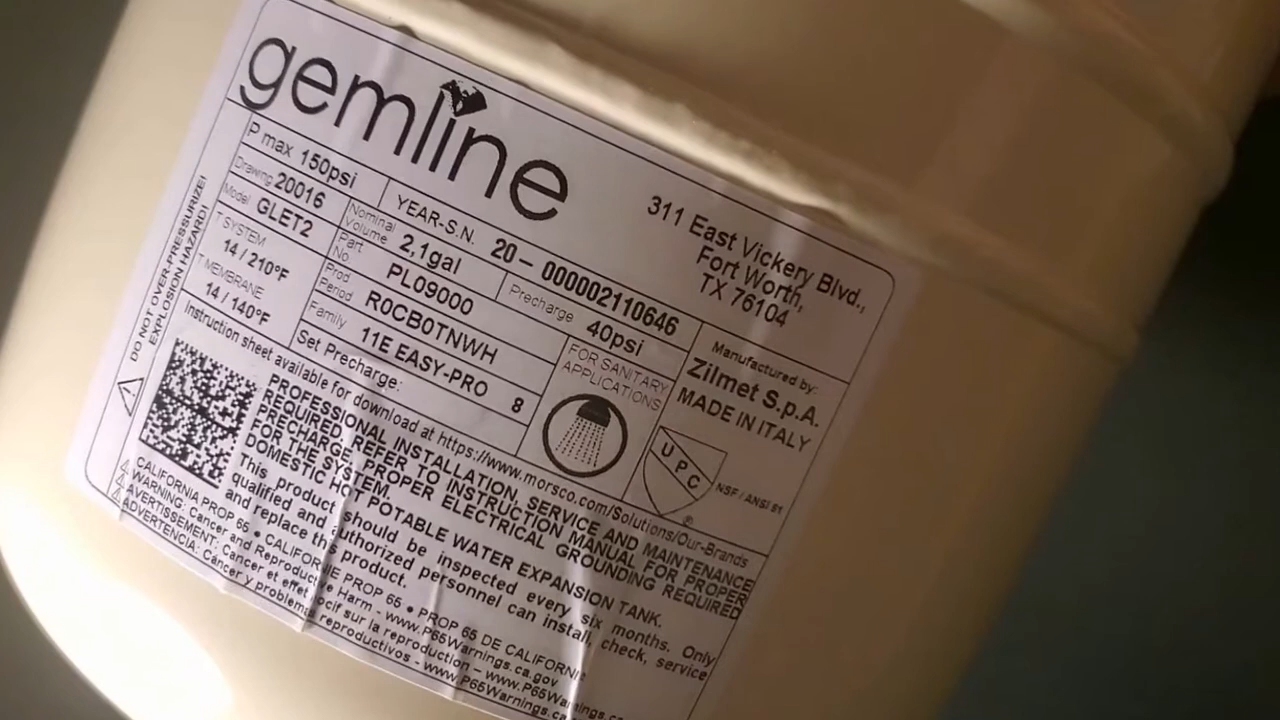 gemline
311 East Vickery Blvd.,
Fort Worth,
TX 76104
P max 150psi
YEAR-S.N. 20- 000002110646
Drawing 20016
Nominal Volume 2,1gal
Precharge 40psi
Model GLET2
Part No. PL09000
T SYSTEM
14 / 210°F
Prod Period R0CB0TNWH
T MEMBRANE
14 / 140°F
Family 11E EASY-PRO 8
Set Precharge:
FOR SANITARY
APPLICATIONS
Manufactured by:
Zilmet S.p.A.
MADE IN ITALY
UPC
®
NSF / ANSI 61
DO NOT OVER-PRESSURIZE!
EXPLOSION HAZARD!
Instruction sheet available for download at https://www.morsco.com/Solutions/Our-Brands
PROFESSIONAL INSTALLATION, SERVICE AND MAINTENANCE
REQUIRED. REFER TO INSTRUCTION MANUAL FOR PROPER
PRECHARGE. PROPER ELECTRICAL GROUNDING REQUIRED
FOR THE SYSTEM.
DOMESTIC HOT POTABLE WATER EXPANSION TANK.
This product should be inspected every six months. Only
qualified and authorized personnel can install, check, service
and replace this product.
CALIFORNIA PROP 65 • CALIFORNIE PROP 65 • PROP 65 DE CALIFORNI
WARNING: Cancer and Reproductive Harm - www.P65Warnings.ca.gov
AVERTISSEMENT: Cancer et effet nocif sur la reproduction – www.P65Warnings.ca.
ADVERTENCIA: Cáncer y problemas reproductivos - www.P65Warnings.ca